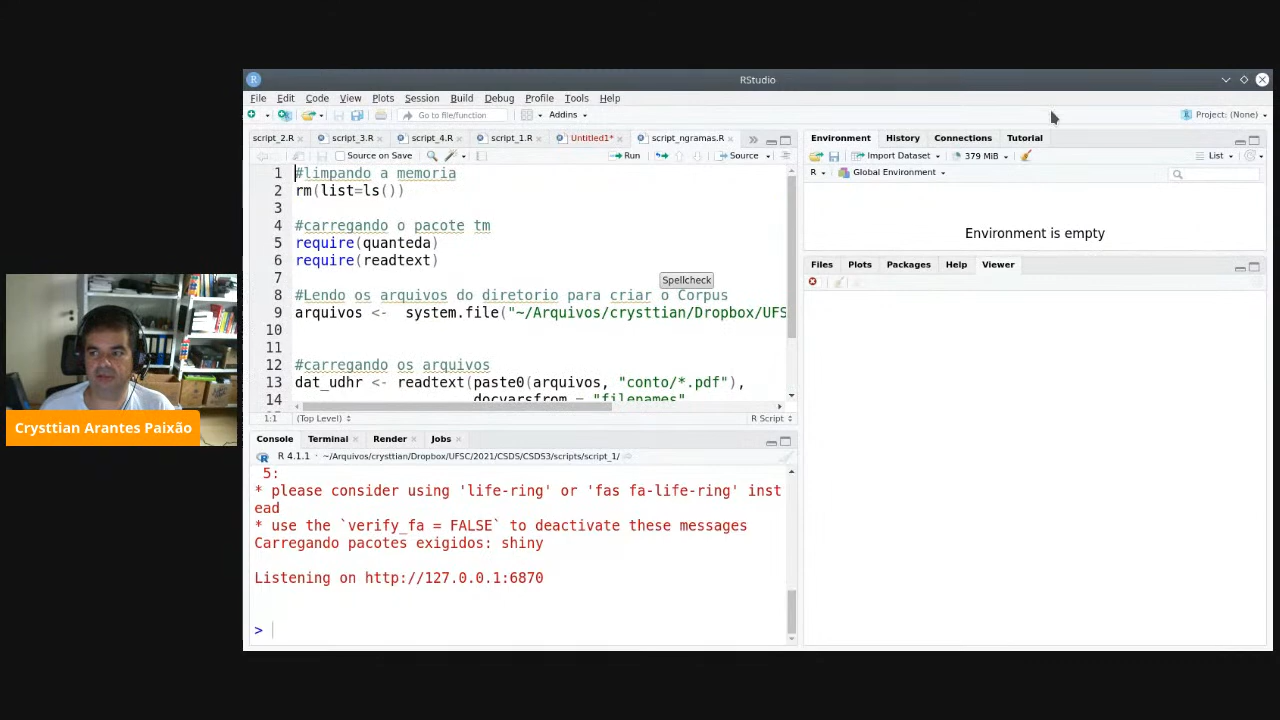 RStudio
File Edit Code View Plots Session Build Debug Profile Tools Help
Go to file/function Addins Project: (None)
script_2.R script_3.R script_4.R script_1.R Untitled1* script_ngramas.R
Source on Save Run Source
1 #limpando a memoria
2 rm(list=ls())
3
4 #carregando o pacote tm
5 require(quanteda)
6 require(readtext)
7
Spellcheck
8 #Lendo os arquivos do diretorio para criar o Corpus
9 arquivos <- system.file("~/Arquivos/crysttian/Dropbox/UFS
10
11
12 #carregando os arquivos
13 dat_udhr <- readtext(paste0(arquivos, "conto/*.pdf"),
14 docvarsfrom = "filenames"
1:1 (Top Level) R Script
Console Terminal Render Jobs
R 4.1.1 · ~/Arquivos/crysttian/Dropbox/UFSC/2021/CSDS/CSDS3/scripts/script_1/
5:
* please consider using 'life-ring' or 'fas fa-life-ring' inst
ead
* use the `verify_fa = FALSE` to deactivate these messages
Carregando pacotes exigidos: shiny
Listening on http://127.0.0.1:6870
>
Environment History Connections Tutorial
Import Dataset 379 MiB List
R Global Environment
Environment is empty
Files Plots Packages Help Viewer
Crysttian Arantes Paixão